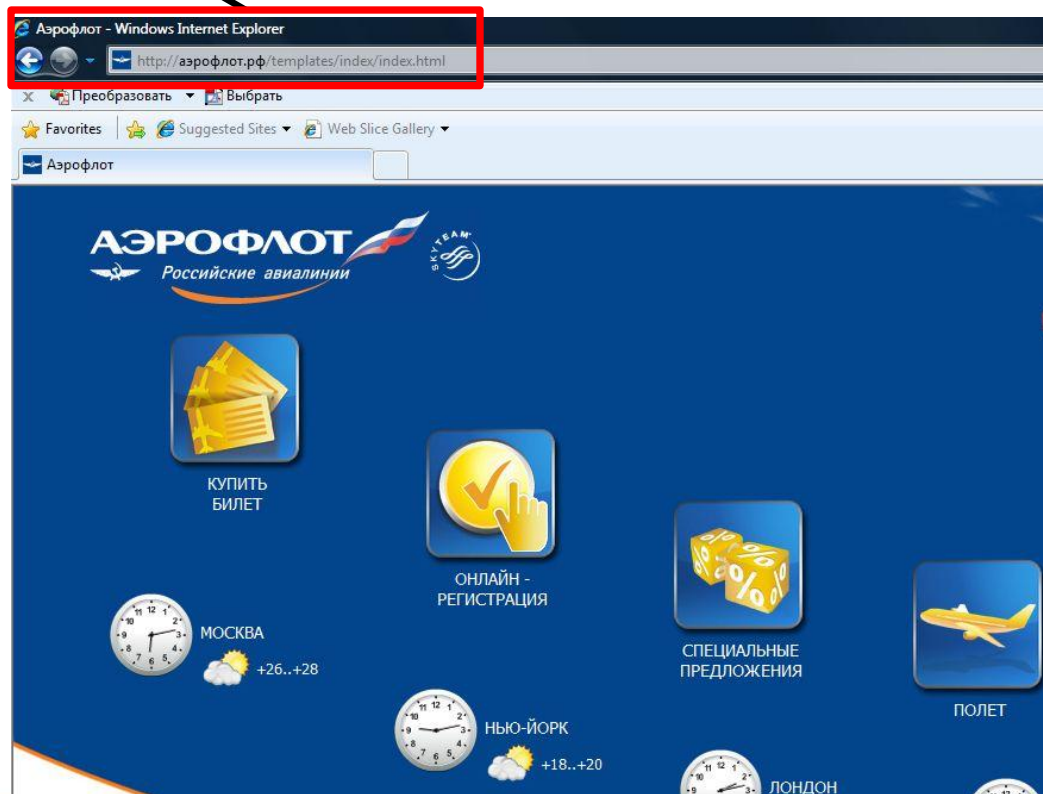 Аэрофлот - Windows Internet Explorer
http://аэрофлот.рф/templates/index/index.html
x Преобразовать Выбрать
Favorites Suggested Sites Web Slice Gallery
Аэрофлот
АЭРОФЛОТ
Российские авиалинии
SKYTEAM
КУПИТЬ
БИЛЕТ
ОНЛАЙН -
РЕГИСТРАЦИЯ
СПЕЦИАЛЬНЫЕ
ПРЕДЛОЖЕНИЯ
ПОЛЕТ
МОСКВА
+26..+28
НЬЮ-ЙОРК
+18..+20
ЛОНДОН